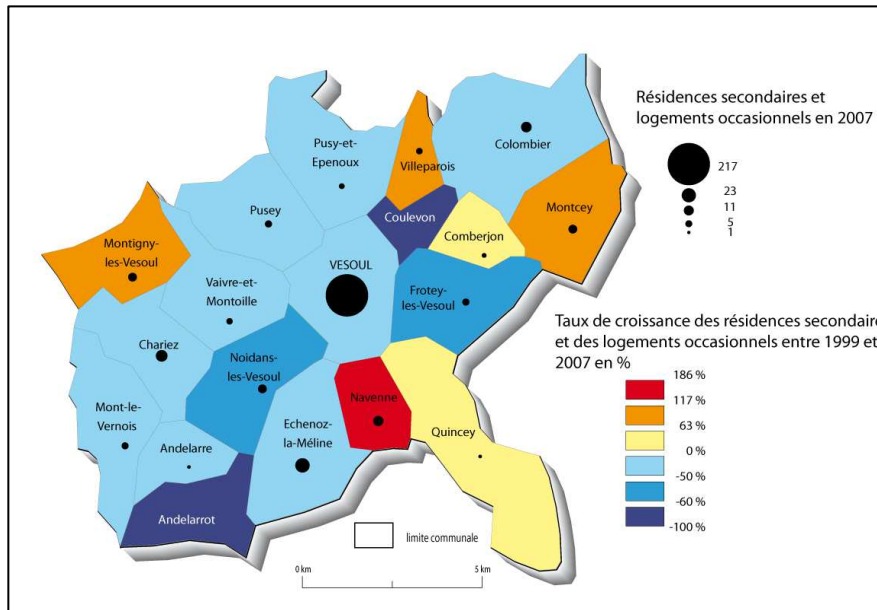 Résidences secondaires et
logements occasionnels en 2007
217
23
11
5
1
Pusy-et-
Epenoux
Villeparois
Colombier
Pusey
Coulevon
Montcey
Comberjon
Montigny-
les-Vesoul
VESOUL
Vaivre-et-
Montoille
Frotey-
les-Vesoul
Chariez
Noidans-
les-Vesoul
Navenne
Mont-le-
Vernois
Echenoz-
la-Méline
Quincey
Andelarre
Andelarrot
Taux de croissance des résidences secondaire
et des logements occasionnels entre 1999 et
2007 en %
186 %
117 %
63 %
0 %
-50 %
-60 %
-100 %
limite communale
0 km
5 km